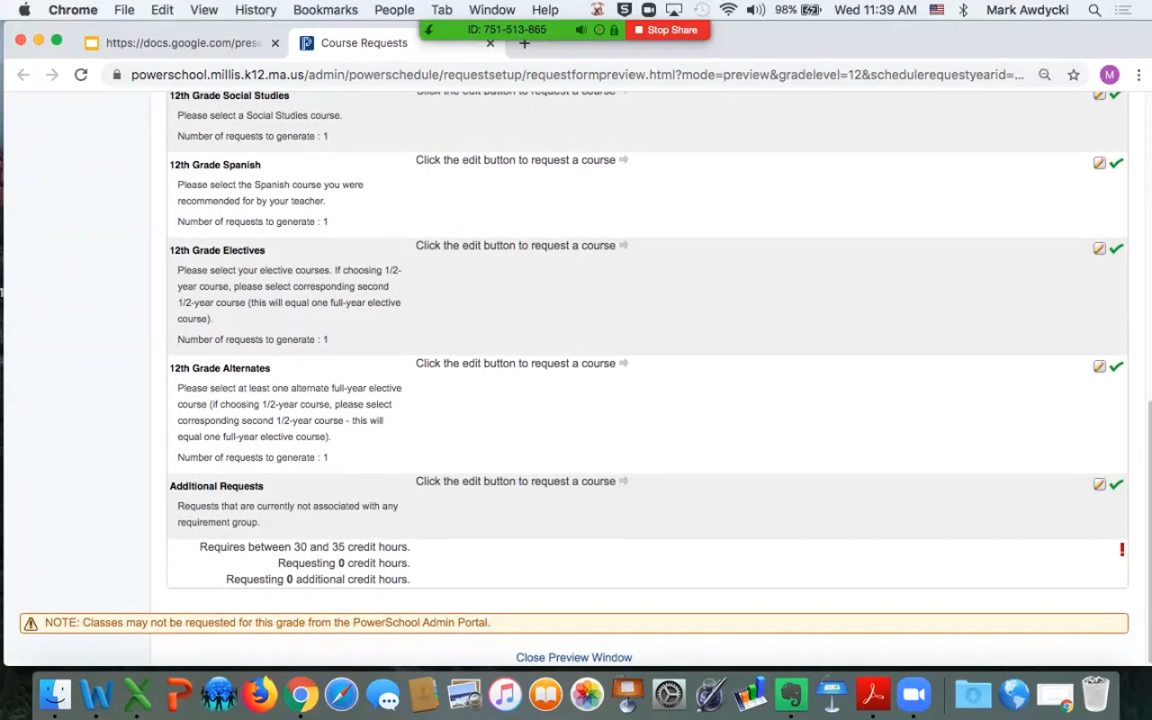 Chrome File Edit View History Bookmarks People Tab Window Help 98% Wed 11:39 AM Mark Awdycki
ID: 751-513-865 Stop Share
https://docs.google.com/prese Course Requests
powerschool.millis.k12.ma.us/admin/powerschedule/requestsetup/requestformpreview.html?mode=preview&gradelevel=12&schedulerequestyearid=... M
12th Grade Social Studies Click the edit button to request a course
Please select a Social Studies course.
Number of requests to generate : 1
12th Grade Spanish Click the edit button to request a course
Please select the Spanish course you were
recommended for by your teacher.
Number of requests to generate : 1
12th Grade Electives Click the edit button to request a course
Please select your elective courses. If choosing 1/2-
year course, please select corresponding second
1/2-year course (this will equal one full-year elective
course).
Number of requests to generate : 1
12th Grade Alternates Click the edit button to request a course
Please select at least one alternate full-year elective
course (if choosing 1/2-year course, please select
corresponding second 1/2-year course - this will
equal one full-year elective course).
Number of requests to generate : 1
Additional Requests Click the edit button to request a course
Requests that are currently not associated with any
requirement group.
Requires between 30 and 35 credit hours.
Requesting 0 credit hours.
Requesting 0 additional credit hours.
NOTE: Classes may not be requested for this grade from the PowerSchool Admin Portal.
Close Preview Window